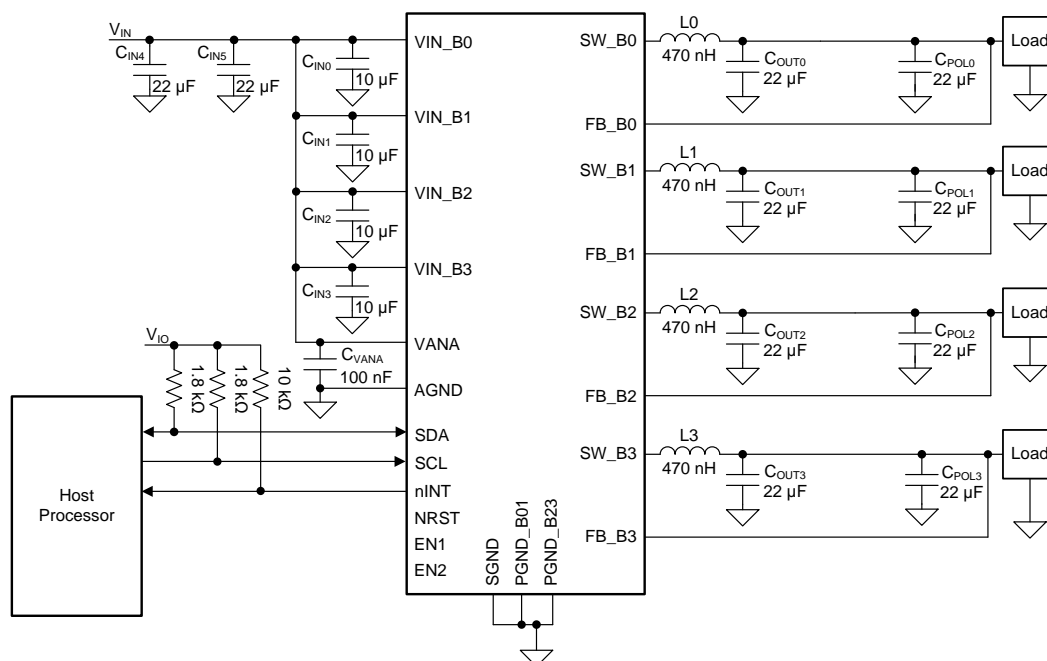 VIN
CIN4
22 µF
CIN5
22 µF
CIN0
10 µF
CIN1
10 µF
CIN2
10 µF
CIN3
10 µF
CVANA
100 nF
VIO
1.8 kΩ
1.8 kΩ
10 kΩ
Host
Processor
VIN_B0
VIN_B1
VIN_B2
VIN_B3
VANA
AGND
SDA
SCL
nINT
NRST
EN1
EN2
SGND
PGND_B01
PGND_B23
SW_B0
FB_B0
SW_B1
FB_B1
SW_B2
FB_B2
SW_B3
FB_B3
L0
470 nH
COUT0
22 µF
CPOL0
22 µF
Load
L1
470 nH
COUT1
22 µF
CPOL1
22 µF
Load
L2
470 nH
COUT2
22 µF
CPOL2
22 µF
Load
L3
470 nH
COUT3
22 µF
CPOL3
22 µF
Load